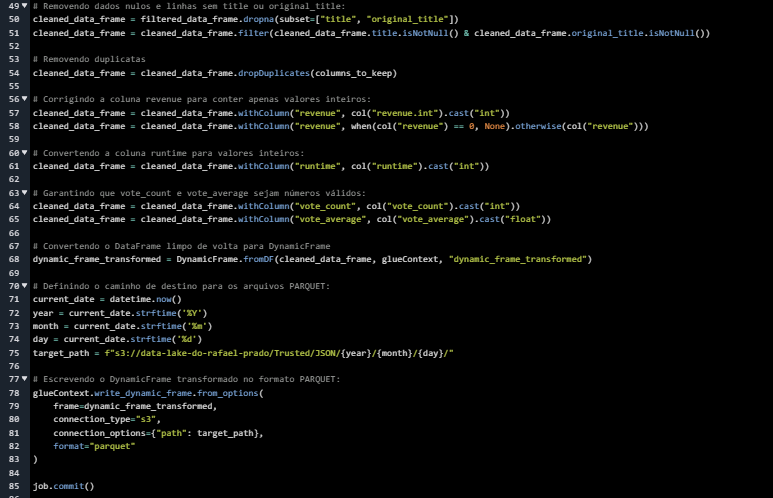 49 # Removendo dados nulos e linhas sem title ou original_title:
50 cleaned_data_frame = filtered_data_frame.dropna(subset=["title", "original_title"])
51 cleaned_data_frame = cleaned_data_frame.filter(cleaned_data_frame.title.isNotNull() & cleaned_data_frame.original_title.isNotNull())
52
53 # Removendo duplicatas
54 cleaned_data_frame = cleaned_data_frame.dropDuplicates(columns_to_keep)
55
56 # Corrigindo a coluna revenue para conter apenas valores inteiros:
57 cleaned_data_frame = cleaned_data_frame.withColumn("revenue", col("revenue.int").cast("int"))
58 cleaned_data_frame = cleaned_data_frame.withColumn("revenue", when(col("revenue") == 0, None).otherwise(col("revenue")))
59
60 # Convertendo a coluna runtime para valores inteiros:
61 cleaned_data_frame = cleaned_data_frame.withColumn("runtime", col("runtime").cast("int"))
62
63 # Garantindo que vote_count e vote_average sejam números válidos:
64 cleaned_data_frame = cleaned_data_frame.withColumn("vote_count", col("vote_count").cast("int"))
65 cleaned_data_frame = cleaned_data_frame.withColumn("vote_average", col("vote_average").cast("float"))
66
67 # Convertendo o DataFrame limpo de volta para DynamicFrame
68 dynamic_frame_transformed = DynamicFrame.fromDF(cleaned_data_frame, glueContext, "dynamic_frame_transformed")
69
70 # Definindo o caminho de destino para os arquivos PARQUET:
71 current_date = datetime.now()
72 year = current_date.strftime('%Y')
73 month = current_date.strftime('%m')
74 day = current_date.strftime('%d')
75 target_path = f"s3://data-lake-do-rafael-prado/Trusted/JSON/{year}/{month}/{day}/"
76
77 # Escrevendo o DynamicFrame transformado no formato PARQUET:
78 glueContext.write_dynamic_frame.from_options(
79     frame=dynamic_frame_transformed,
80     connection_type="s3",
81     connection_options={"path": target_path},
82     format="parquet"
83 )
84
85 job.commit()